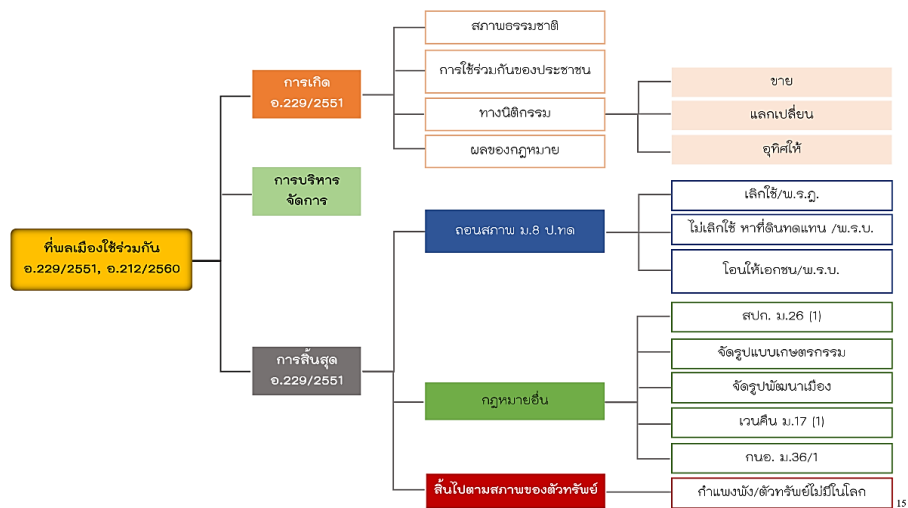 ที่พลเมืองใช้ร่วมกัน
อ.229/2551, อ.212/2560
การเกิด
อ.229/2551
สภาพธรรมชาติ
การใช้ร่วมกันของประชาชน
ทางนิติกรรม
ผลของกฎหมาย
ขาย
แลกเปลี่ยน
อุทิศให้
การบริหาร
จัดการ
การสิ้นสุด
อ.229/2551
ถอนสภาพ ม.8 ป.ทด
เลิกใช้/พ.ร.ฎ.
ไม่เลิกใช้ หาที่ดินทดแทน /พ.ร.บ.
โอนให้เอกชน/พ.ร.บ.
กฎหมายอื่น
สปก. ม.26 (1)
จัดรูปแบบเกษตรกรรม
จัดรูปพัฒนาเมือง
เวนคืน ม.17 (1)
กนอ. ม.36/1
สิ้นไปตามสภาพของตัวทรัพย์
กำแพงพัง/ตัวทรัพย์ไม่มีในโลก
15